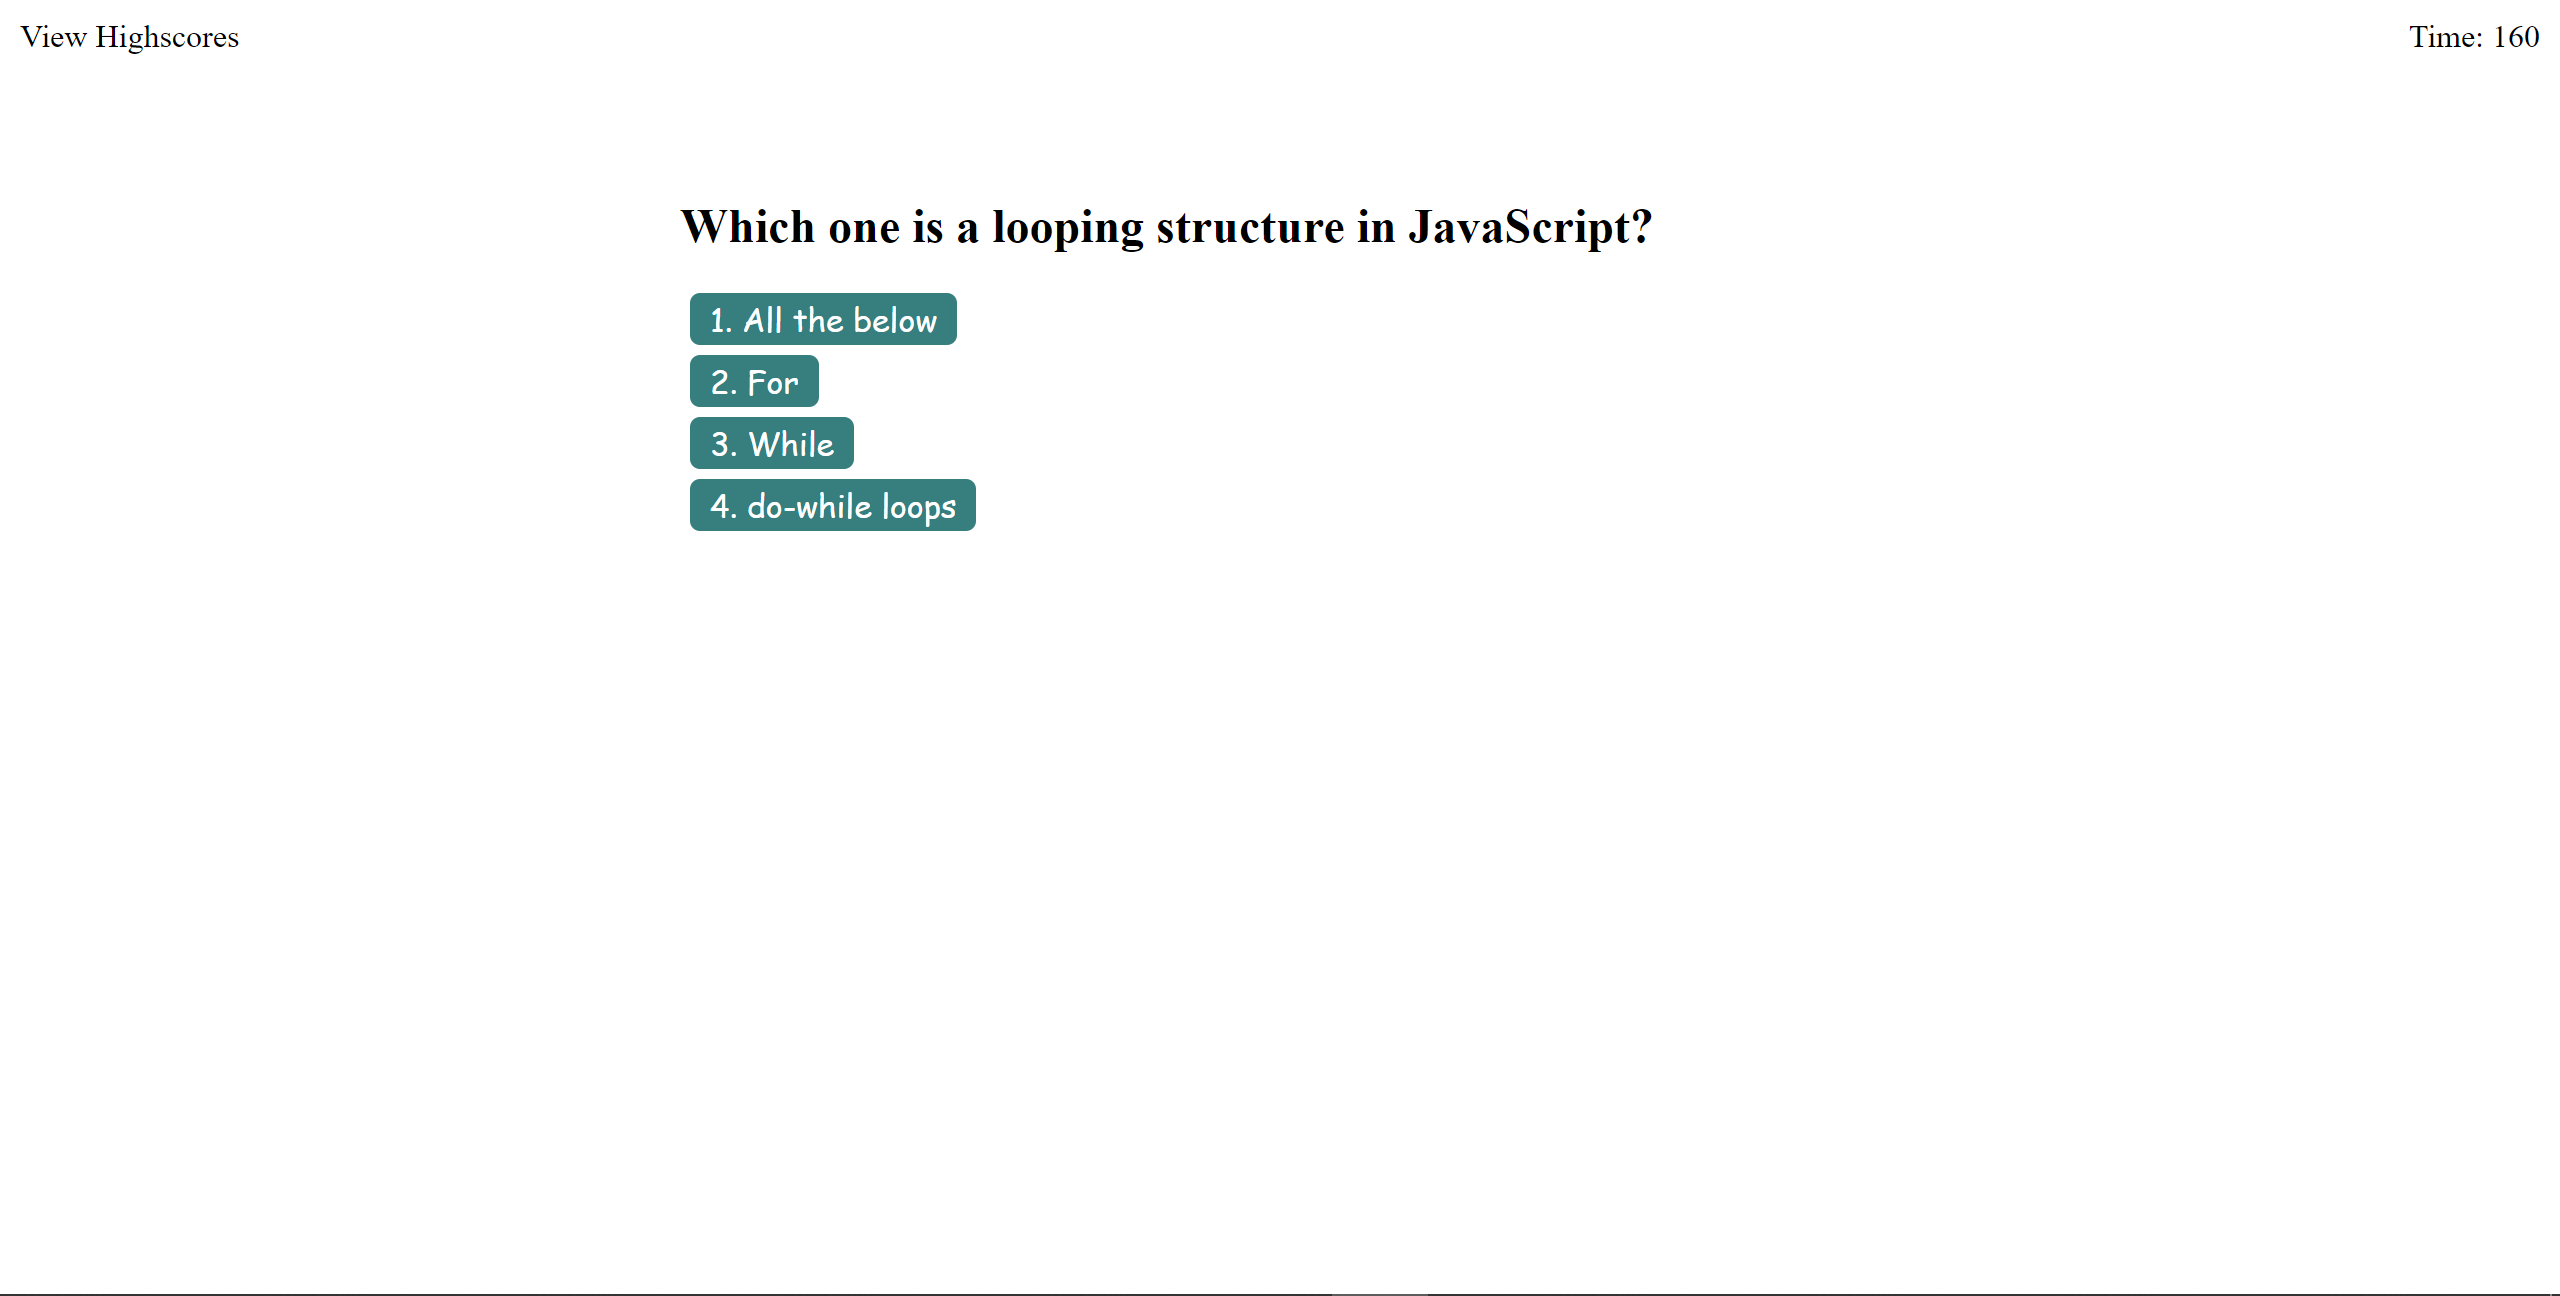 View Highscores
Time: 160
Which one is a looping structure in JavaScript?
1. All the below
2. For
3. While
4. do-while loops